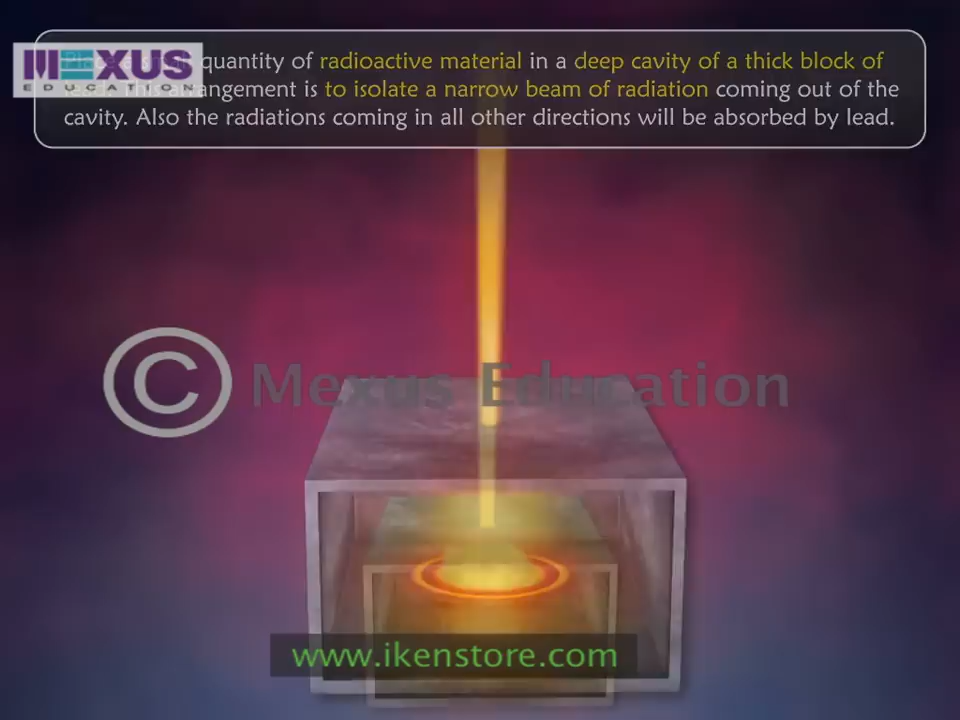 MEXUS
EDUCATION
quantity of radioactive material in a deep cavity of a thick block of
arrangement is to isolate a narrow beam of radiation coming out of the
cavity. Also the radiations coming in all other directions will be absorbed by lead.
© Mexus Education
www.ikenstore.com